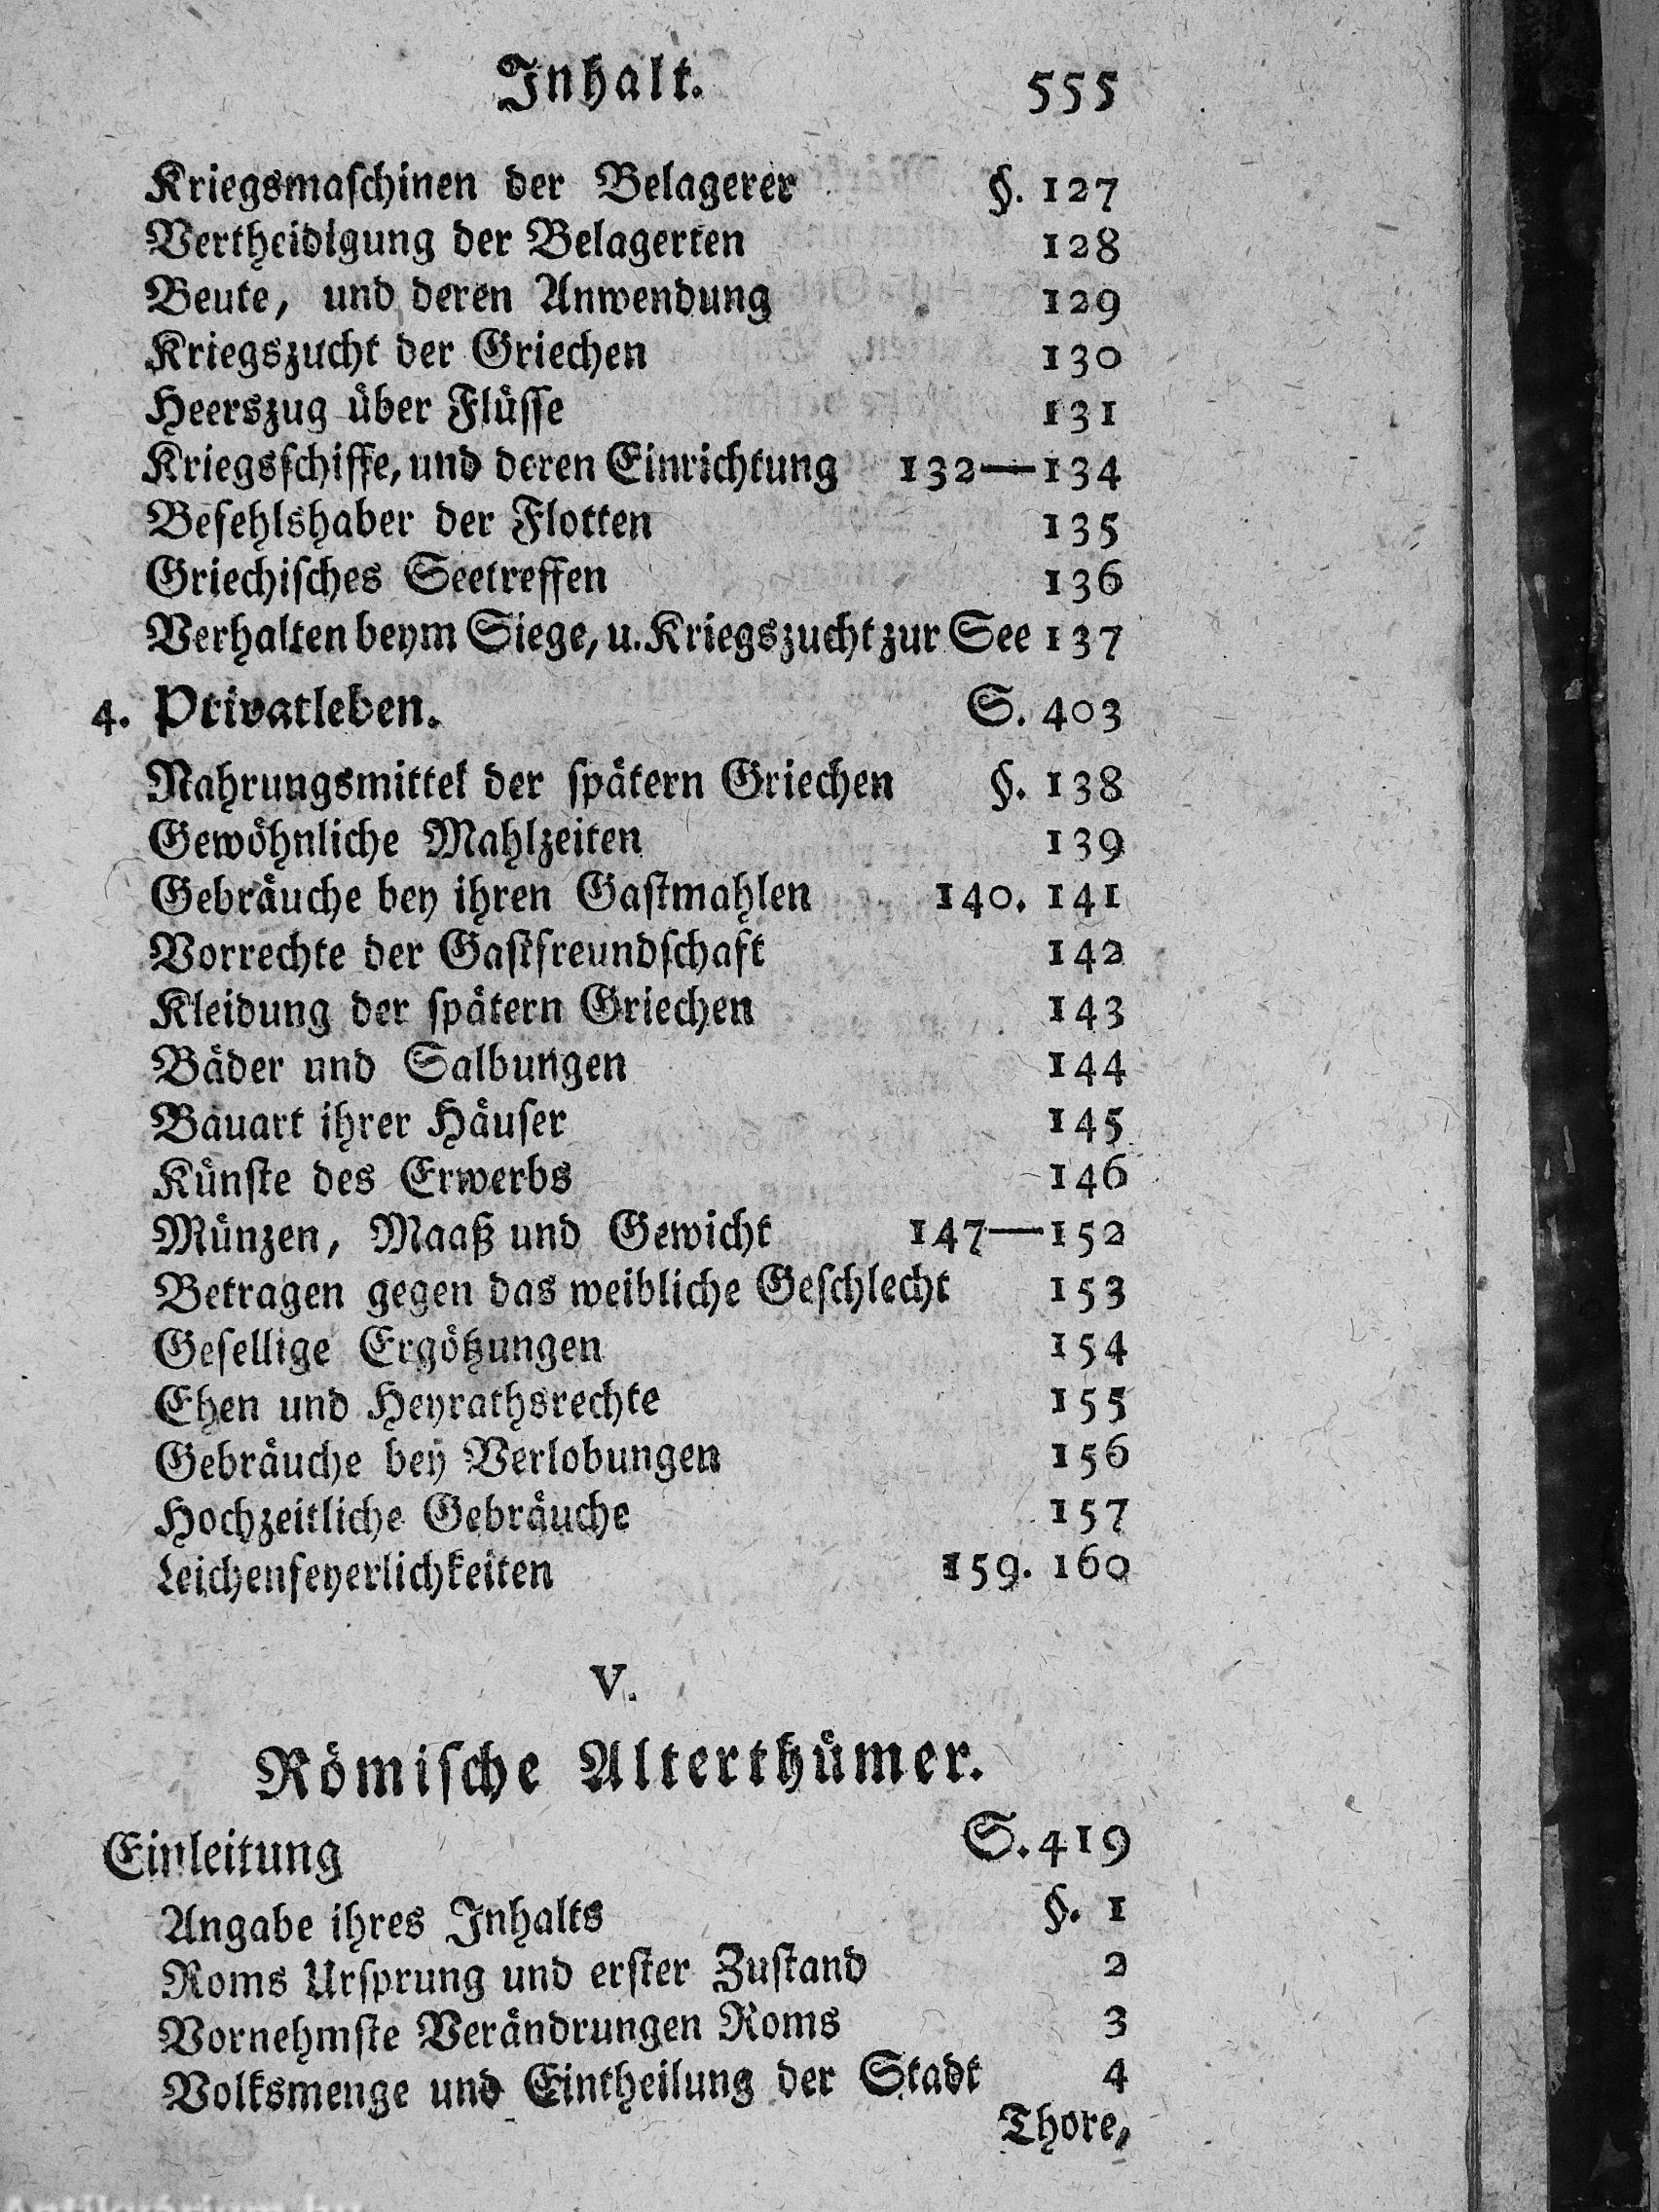 Inhalt. 555
Kriegsmaſchinen der Belagerer §. 127
Vertheidigung der Belagerten 128
Beute, und deren Anwendung 129
Kriegszucht der Griechen 130
Heerszug über Flüſſe 131
Kriegsſchiffe, und deren Einrichtung 132—134
Befehlshaber der Flotten 135
Griechiſches Seetreffen 136
Verhalten beym Siege, u. Kriegszucht zur See 137
4. Privatleben. S. 403
Nahrungsmittel der ſpätern Griechen §. 138
Gewöhnliche Mahlzeiten 139
Gebräuche bey ihren Gaſtmahlen 140. 141
Vorrechte der Gaſtfreundſchaft 142
Kleidung der ſpätern Griechen 143
Bäder und Salbungen 144
Bauart ihrer Häuſer 145
Künſte des Erwerbs 146
Münzen, Maaß und Gewicht 147—152
Betragen gegen das weibliche Geſchlecht 153
Geſellige Ergötzungen 154
Ehen und Heyrathsrechte 155
Gebräuche bey Verlobungen 156
Hochzeitliche Gebräuche 157
Leichenfeyerlichkeiten 159. 160
V.
Römiſche Alterthümer.
Einleitung S. 419
Angabe ihres Inhalts §. 1
Roms Urſprung und erſter Zuſtand 2
Vornehmſte Verändrungen Roms 3
Volksmenge und Eintheilung der Stadt 4
Thore,